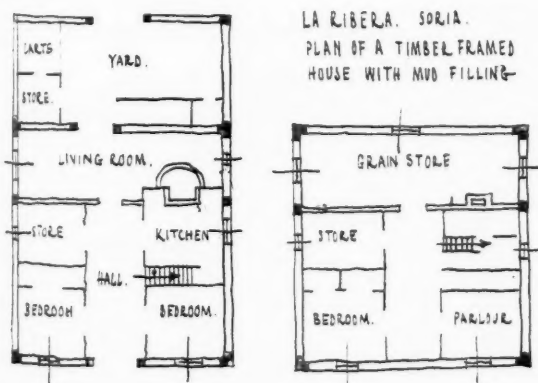 LA RIBERA. SORIA.
PLAN OF A TIMBER FRAMED
HOUSE WITH MUD FILLING
CARTS
YARD.
STORE.
LIVING ROOM.
STORE
KITCHEN
HALL.
BEDROOM
BEDROOM.
GRAIN STORE
STORE
BEDROOM.
PARLOUR